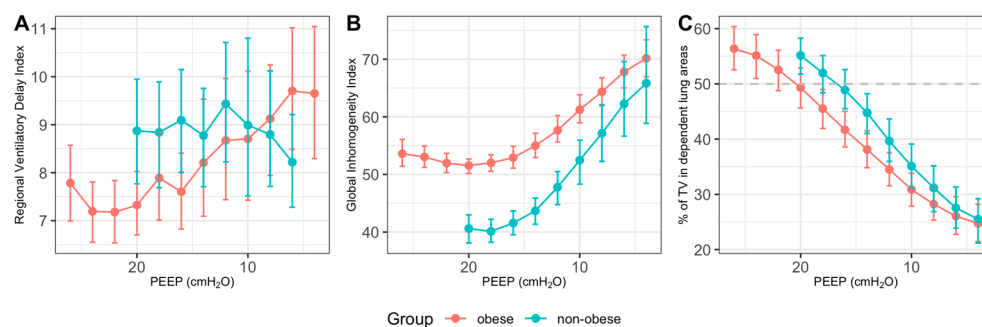 A
Regional Ventilatory Delay Index
11
10
9
8
7
20
10
PEEP (cmH₂O)
B
Global Inhomogeneity Index
70
60
50
40
20
10
PEEP (cmH₂O)
C
% of TV in dependent lung areas
60
50
40
30
20
20
10
PEEP (cmH₂O)
Group obese non-obese